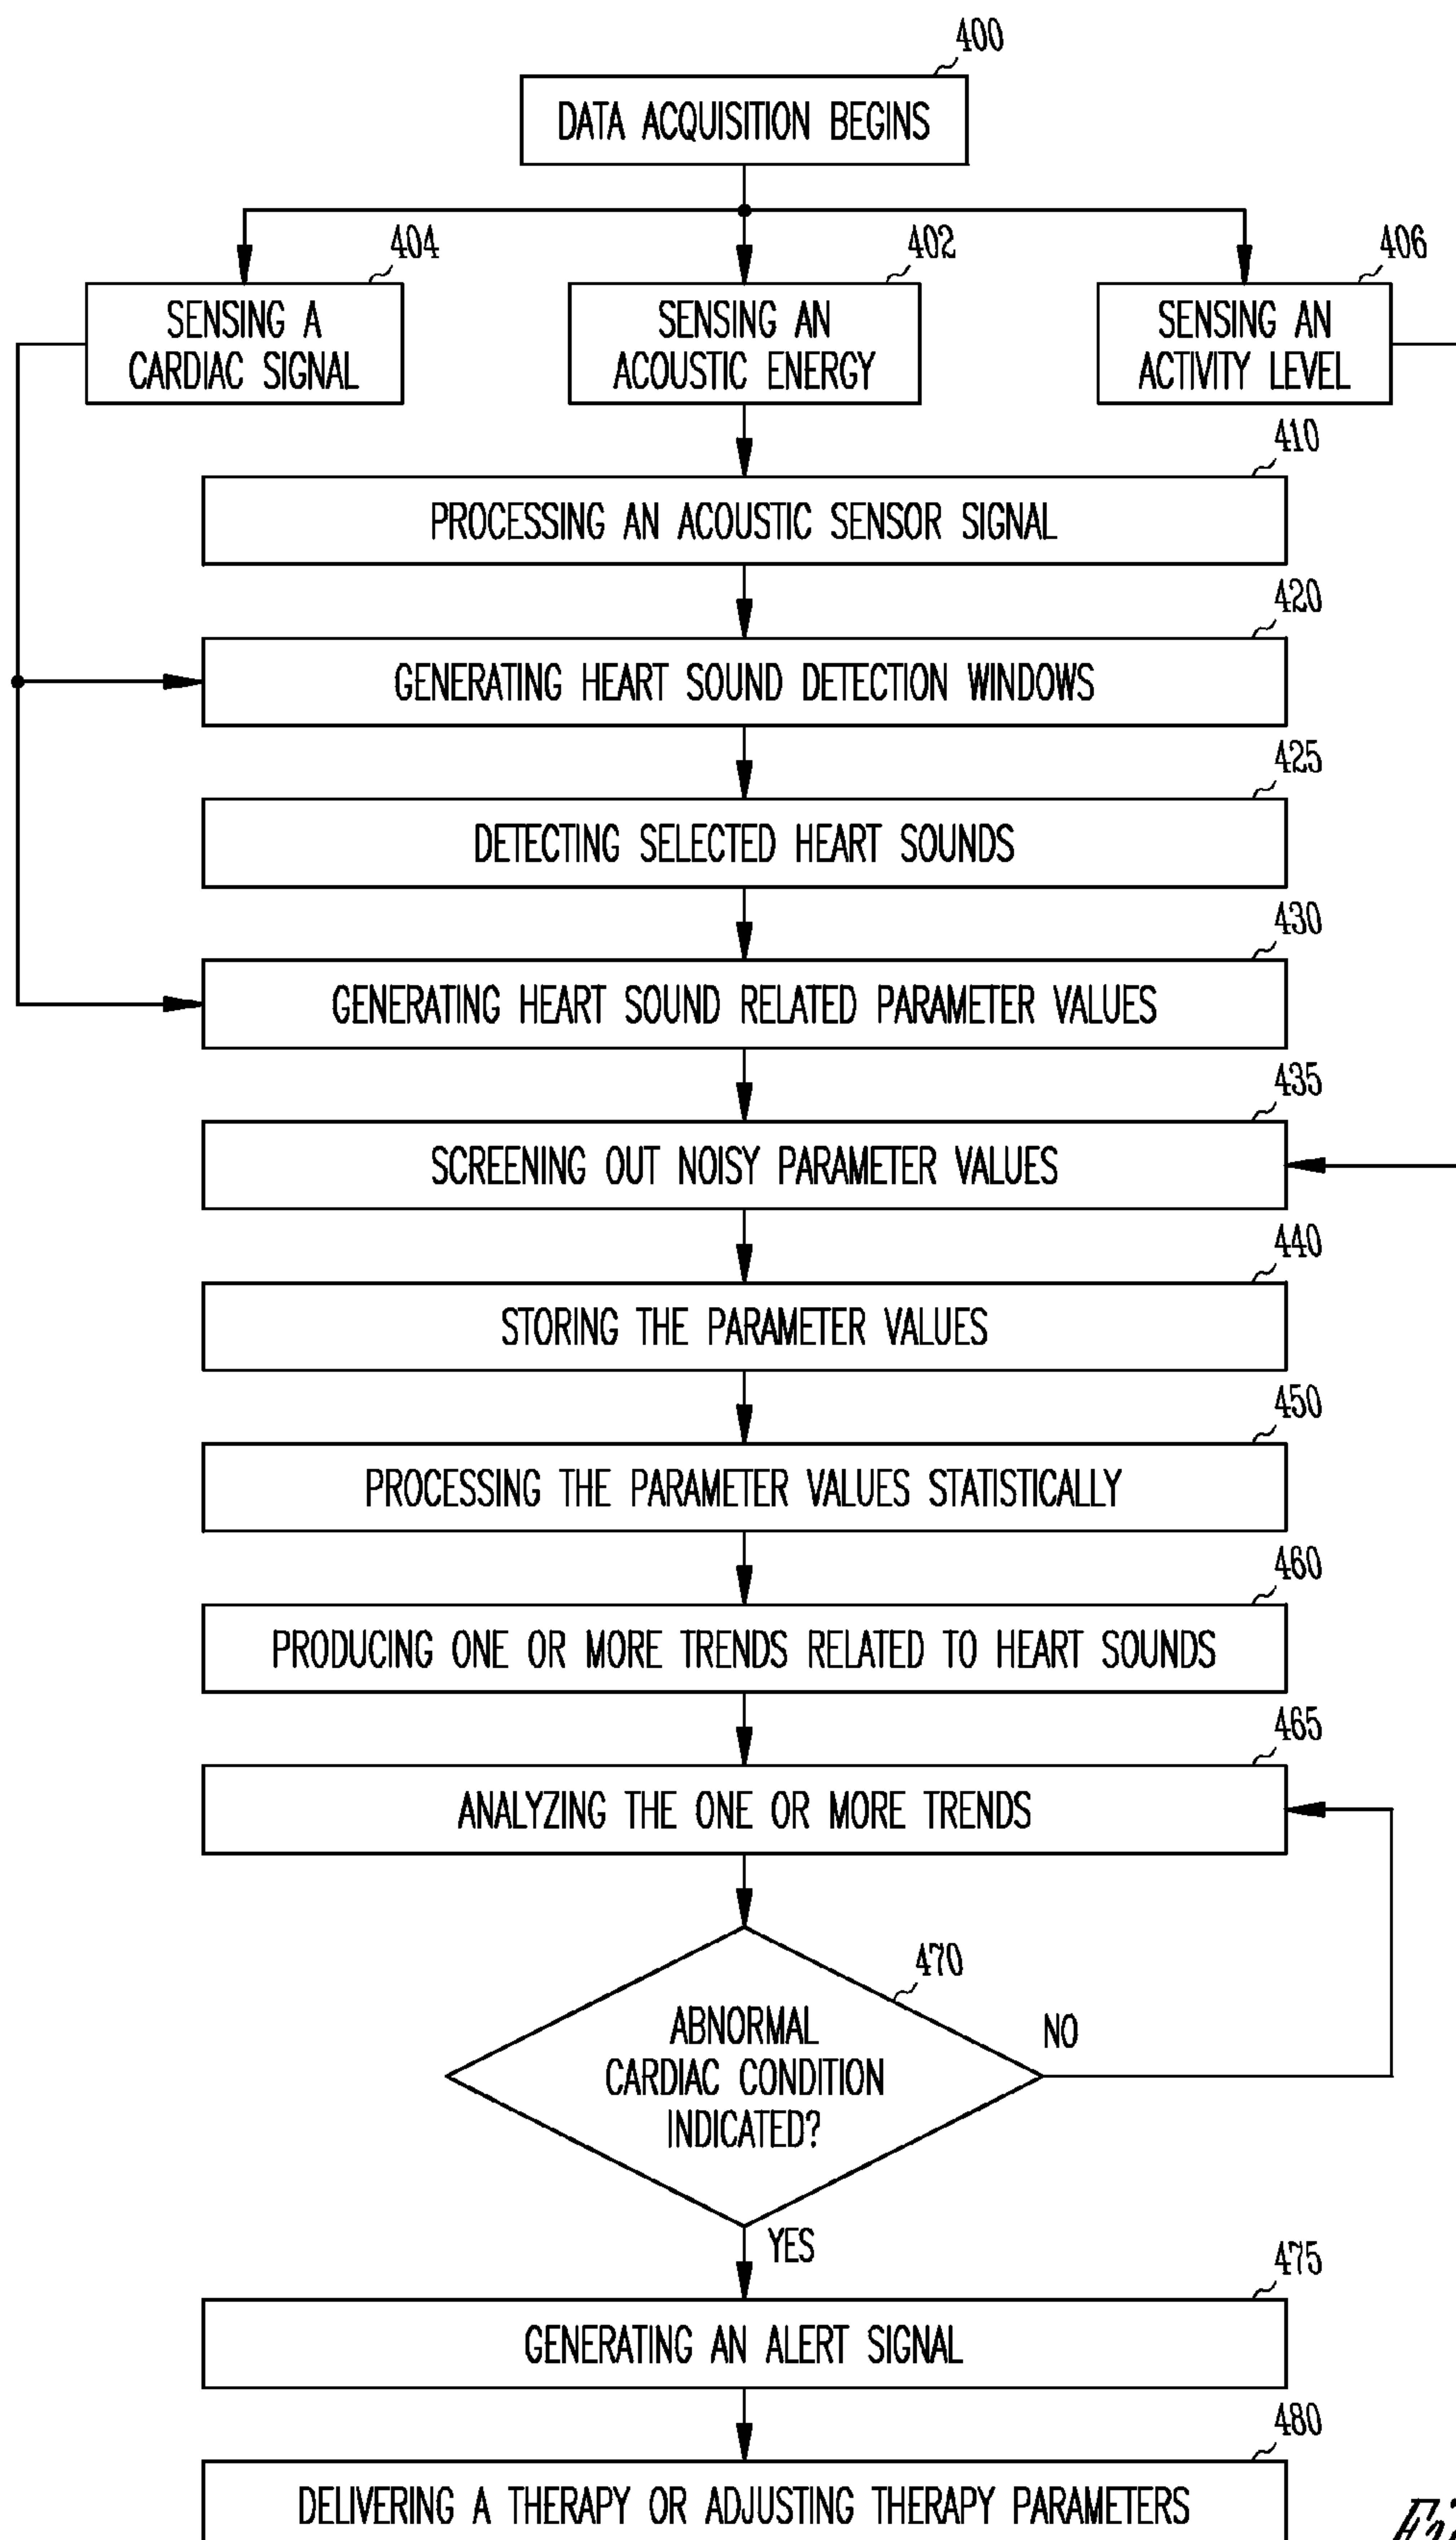 400
DATA ACQUISITION BEGINS
404
402
406
SENSING A
CARDIAC SIGNAL
SENSING AN
ACOUSTIC ENERGY
SENSING AN
ACTIVITY LEVEL
410
PROCESSING AN ACOUSTIC SENSOR SIGNAL
420
GENERATING HEART SOUND DETECTION WINDOWS
425
DETECTING SELECTED HEART SOUNDS
430
GENERATING HEART SOUND RELATED PARAMETER VALUES
435
SCREENING OUT NOISY PARAMETER VALUES
440
STORING THE PARAMETER VALUES
450
PROCESSING THE PARAMETER VALUES STATISTICALLY
460
PRODUCING ONE OR MORE TRENDS RELATED TO HEART SOUNDS
465
ANALYZING THE ONE OR MORE TRENDS
470
ABNORMAL
CARDIAC CONDITION
INDICATED?
NO
YES
475
GENERATING AN ALERT SIGNAL
480
DELIVERING A THERAPY OR ADJUSTING THERAPY PARAMETERS